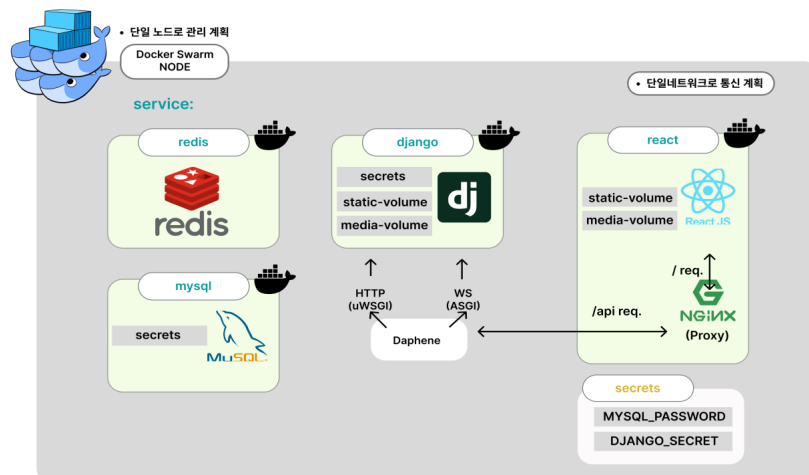 • 단일 노드로 관리 계획
Docker Swarm
NODE
• 단일네트워크로 통신 계획
service:
redis
redis
django
secrets
static-volume
media-volume
dj
react
static-volume
media-volume
React JS
/ req.
NGiNX
(Proxy)
/api req.
mysql
secrets
MySQL
HTTP
(uWSGI)
WS
(ASGI)
Daphene
secrets
MYSQL_PASSWORD
DJANGO_SECRET